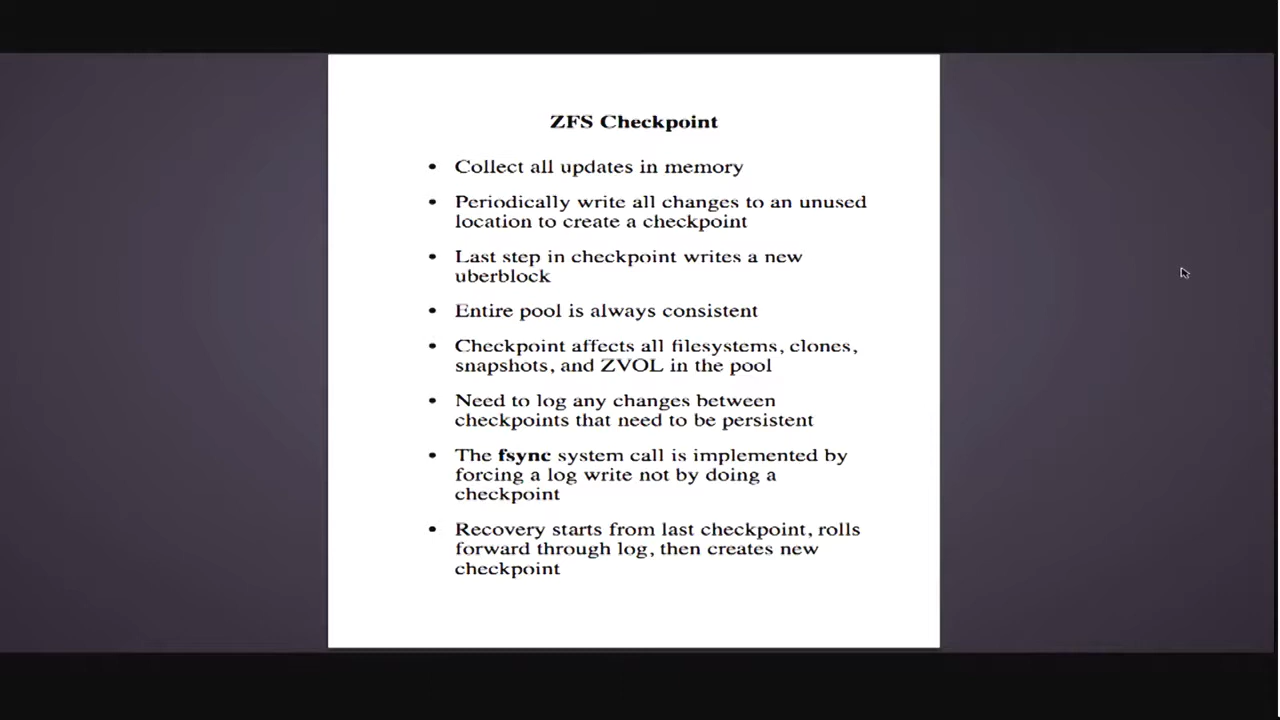 ZFS Checkpoint
• Collect all updates in memory
• Periodically write all changes to an unused
location to create a checkpoint
• Last step in checkpoint writes a new
uberblock
• Entire pool is always consistent
• Checkpoint affects all filesystems, clones,
snapshots, and ZVOL in the pool
• Need to log any changes between
checkpoints that need to be persistent
• The fsync system call is implemented by
forcing a log write not by doing a
checkpoint
• Recovery starts from last checkpoint, rolls
forward through log, then creates new
checkpoint